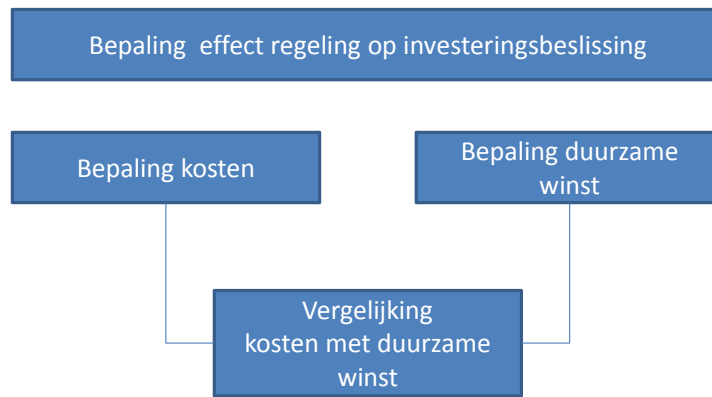 Bepaling  effect regeling op investeringsbeslissing
Bepaling kosten
Bepaling duurzame
winst
Vergelijking
kosten met duurzame
winst